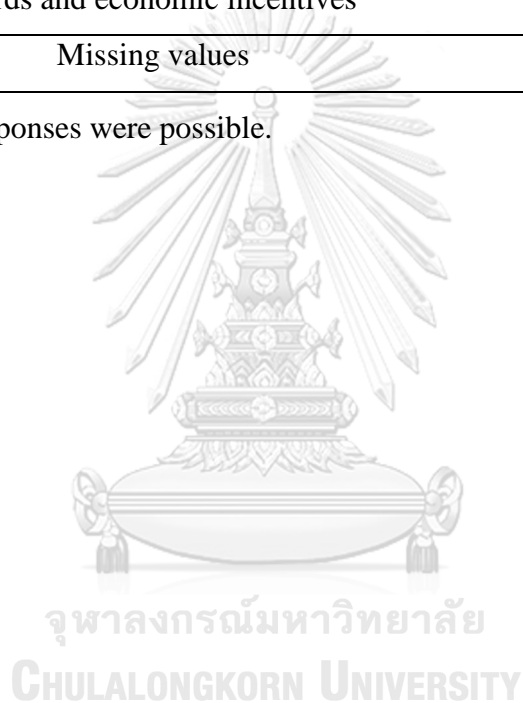 rds and economic incentives
Missing values
ponses were possible.
จุฬาลงกรณ์มหาวิทยาลัย
CHULALONGKORN UNIVERSITY